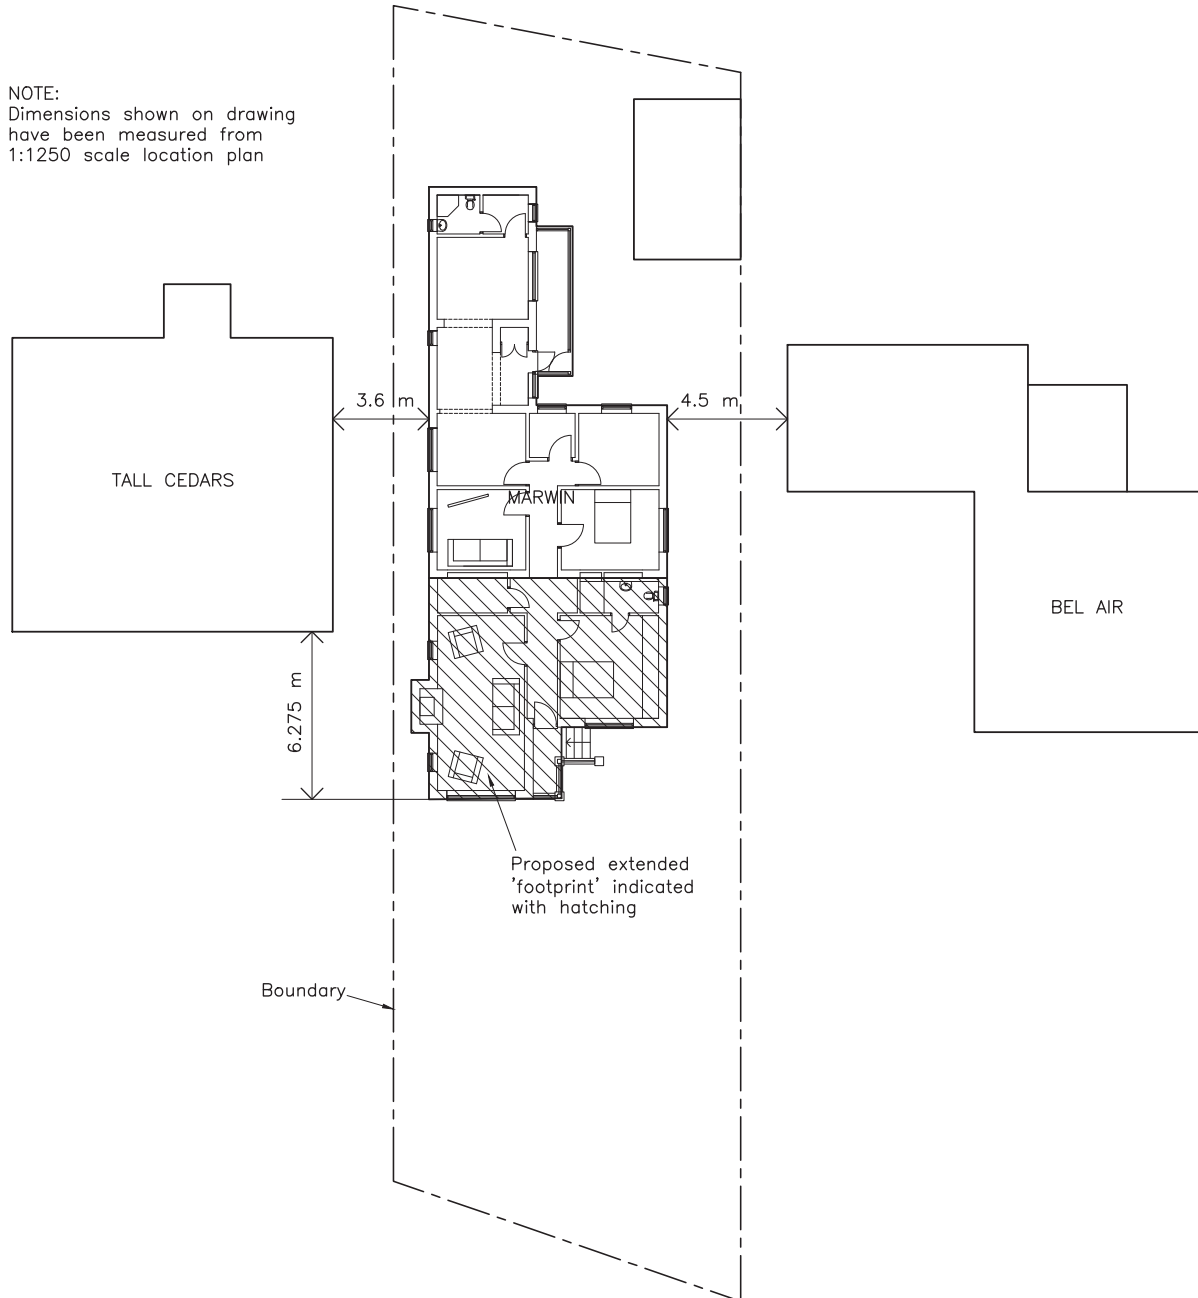 NOTE:
Dimensions shown on drawing
have been measured from
1:1250 scale location plan
3.6 m
4.5 m
TALL CEDARS
MARWIN
BEL AIR
6.275 m
Proposed extended
'footprint' indicated
with hatching
Boundary